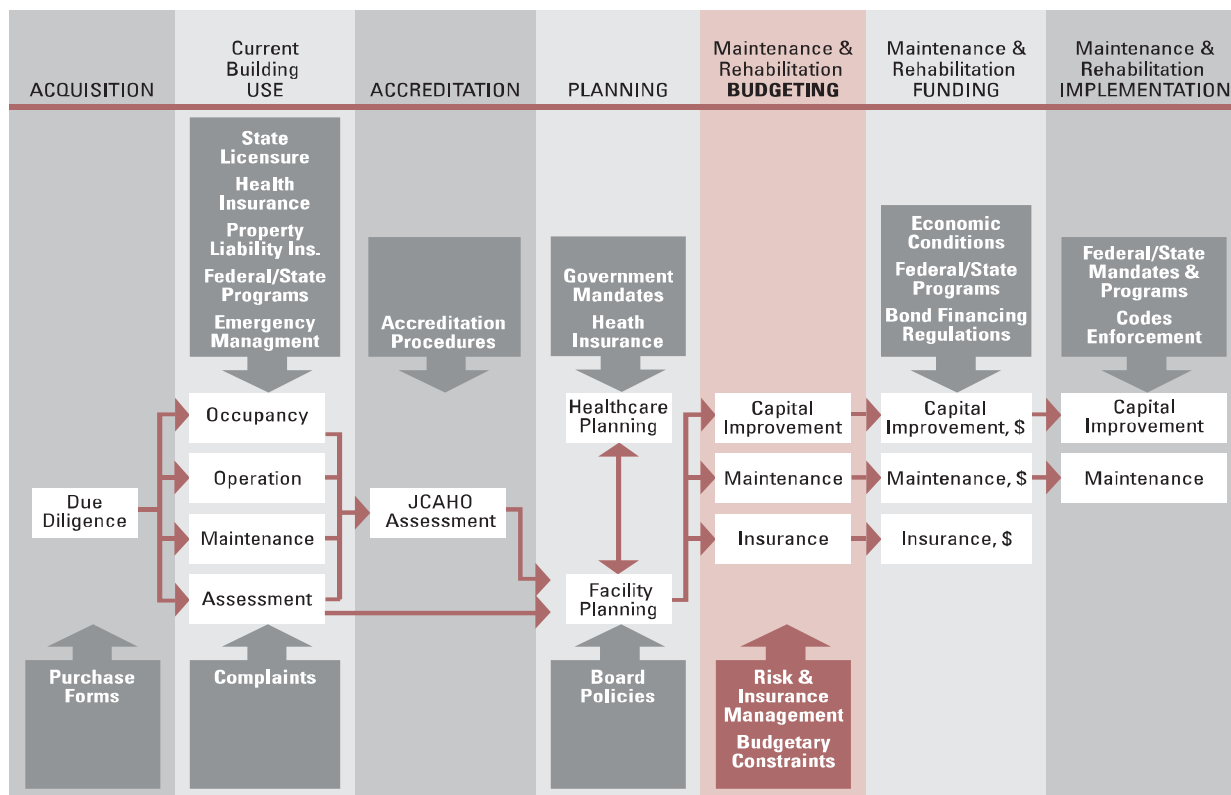 ACQUISITION
Current
Building
USE
ACCREDITATION
PLANNING
Maintenance &
Rehabilitation
BUDGETING
Maintenance &
Rehabilitation
FUNDING
Maintenance &
Rehabilitation
IMPLEMENTATION
State
Licensure
Health
Insurance
Property
Liability Ins.
Federal/State
Programs
Emergency
Managment
Accreditation
Procedures
Government
Mandates
Heath
Insurance
Economic
Conditions
Federal/State
Programs
Bond Financing
Regulations
Federal/State
Mandates &
Programs
Codes
Enforcement
Due
Diligence
Occupancy
Operation
Maintenance
Assessment
JCAHO
Assessment
Healthcare
Planning
Facility
Planning
Capital
Improvement
Maintenance
Insurance
Capital
Improvement, $
Maintenance, $
Insurance, $
Capital
Improvement
Maintenance
Purchase
Forms
Complaints
Board
Policies
Risk &
Insurance
Management
Budgetary
Constraints